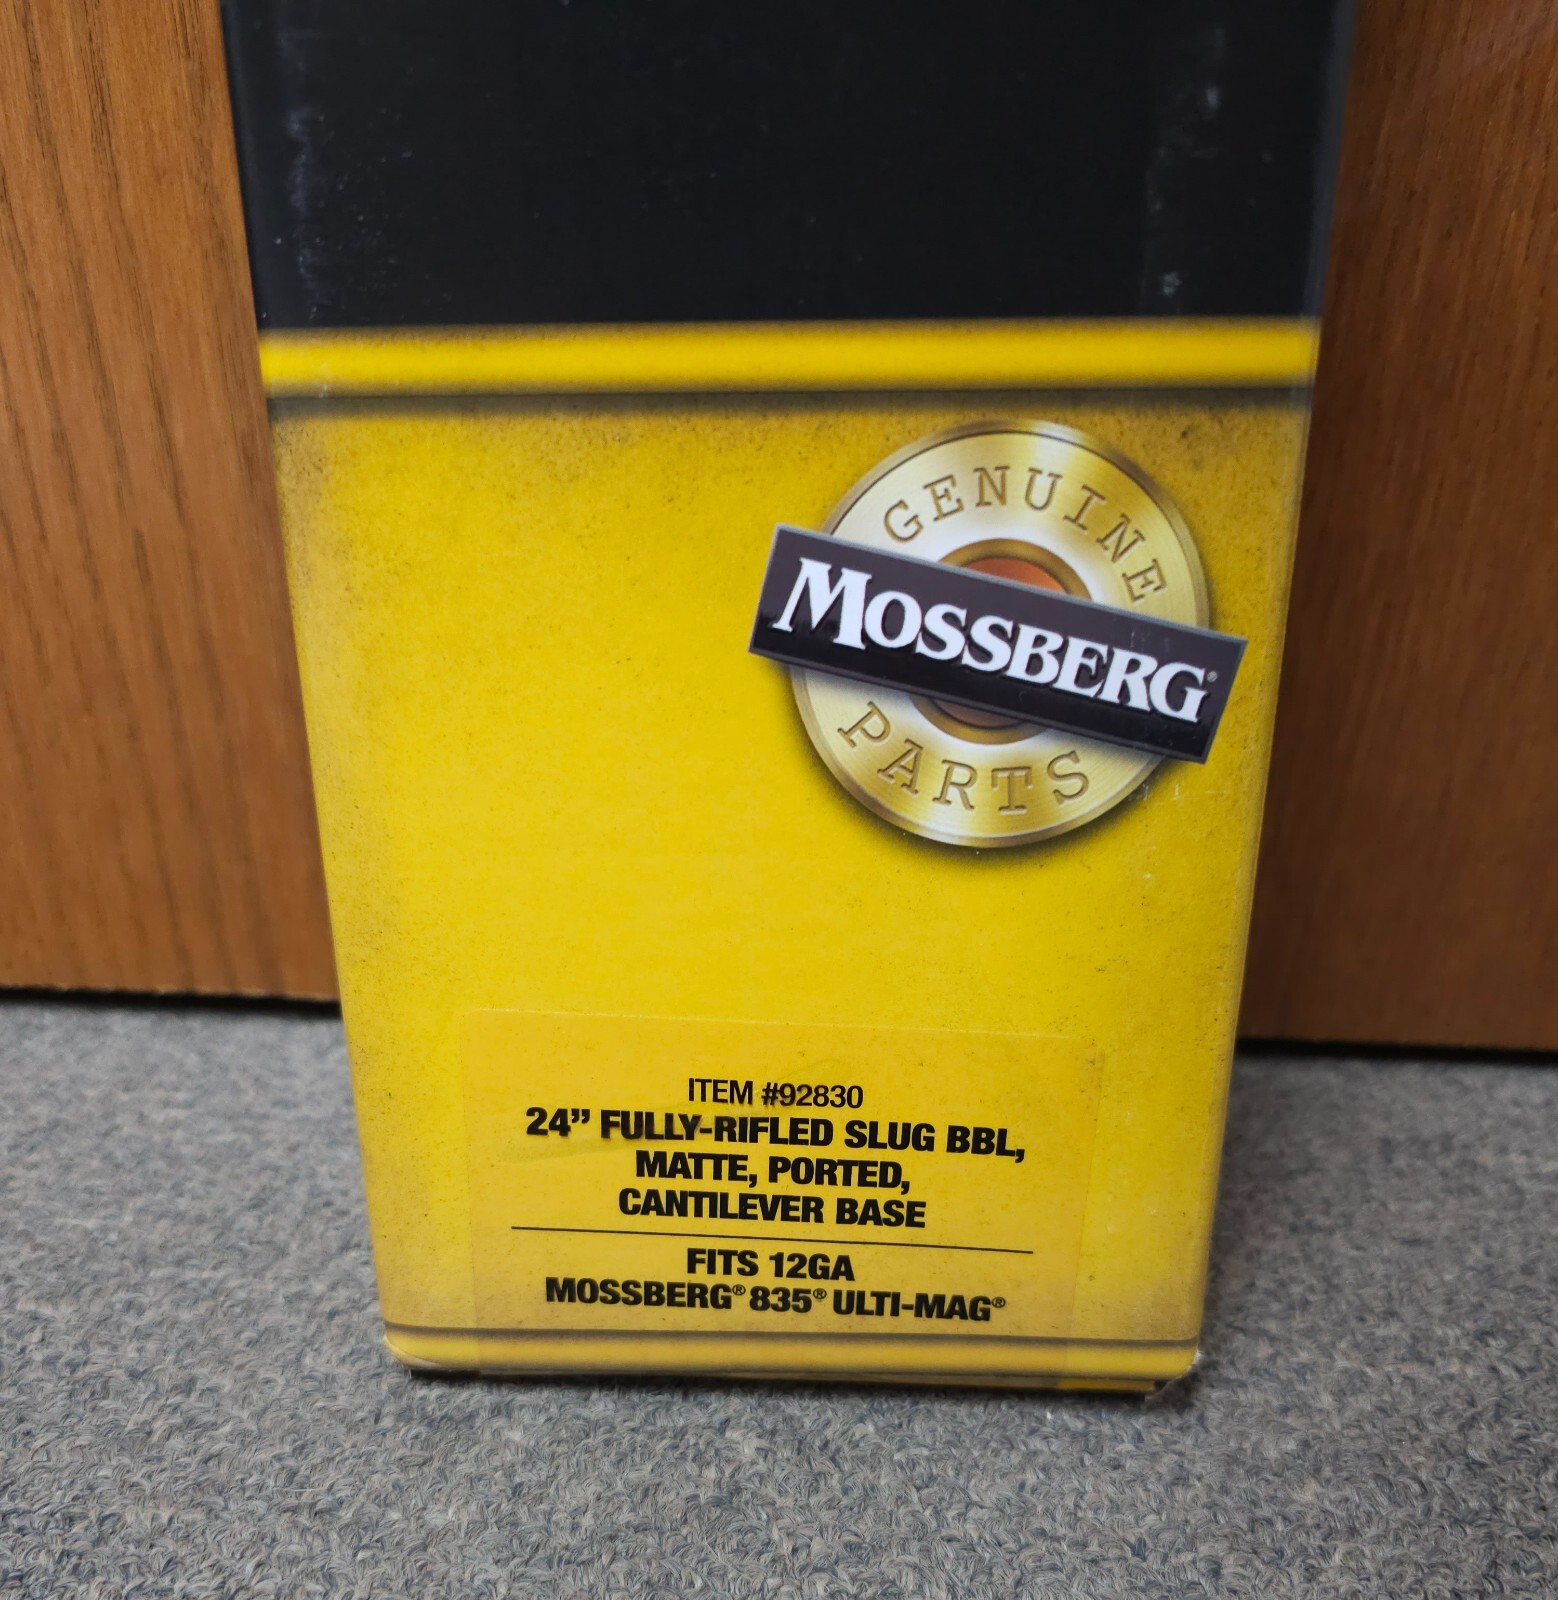 GENUINE
MOSSBERG®
PARTS
ITEM #92830
24” FULLY-RIFLED SLUG BBL,
MATTE, PORTED,
CANTILEVER BASE
FITS 12GA
MOSSBERG® 835® ULTI-MAG®